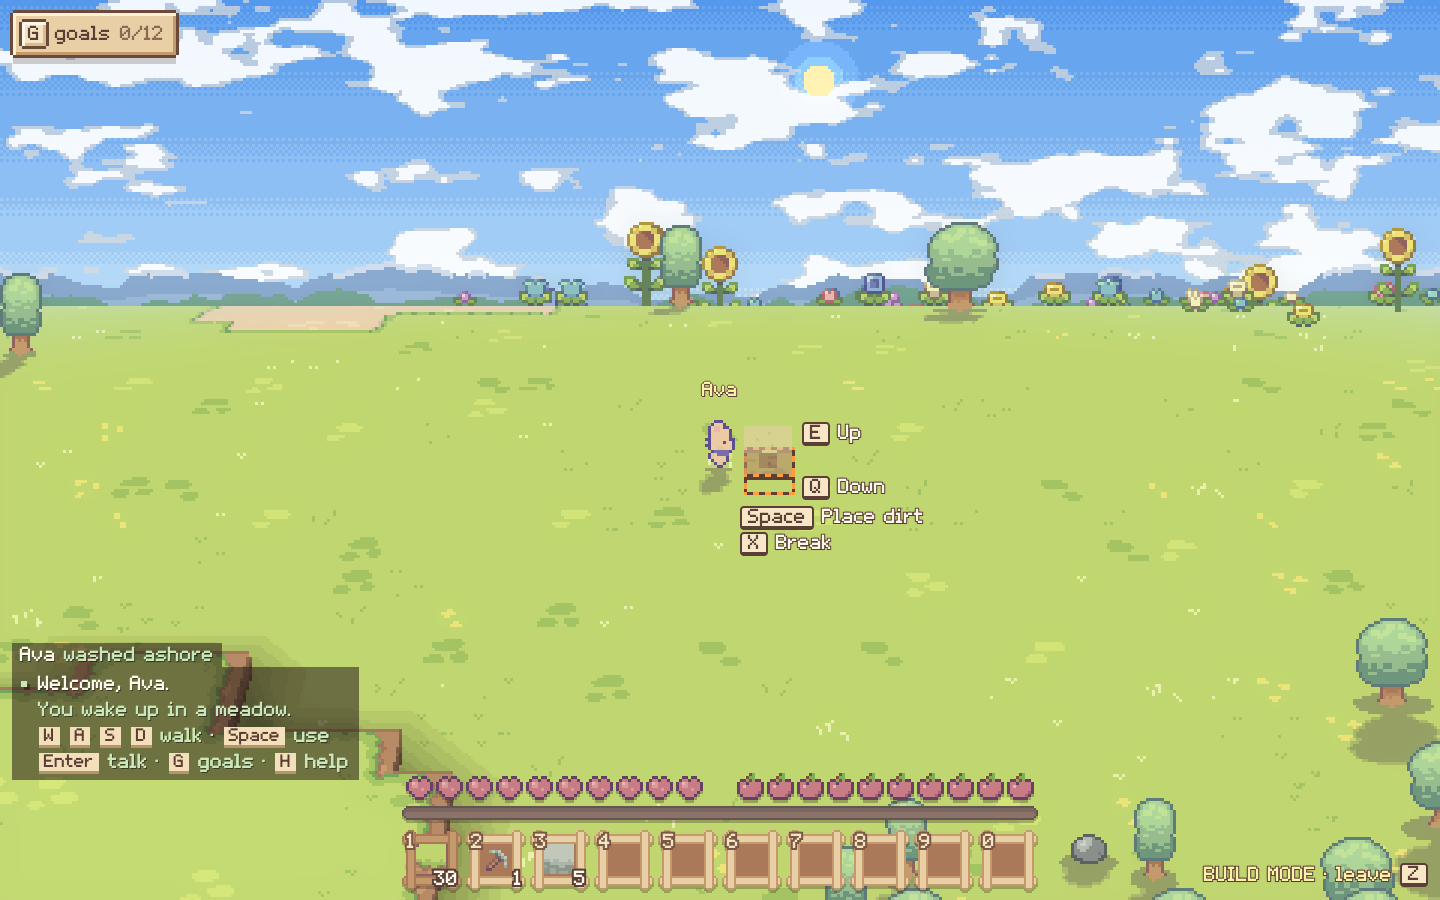 G goals 0/12
Ava
E Up
Q Down
Space Place dirt
X Break
Ava washed ashore
Welcome, Ava.
You wake up in a meadow.
W A S D walk · Space use
Enter talk · G goals · H help
1 2 3 4 5 6 7 8 9 0
30 1 5
BUILD MODE · leave Z